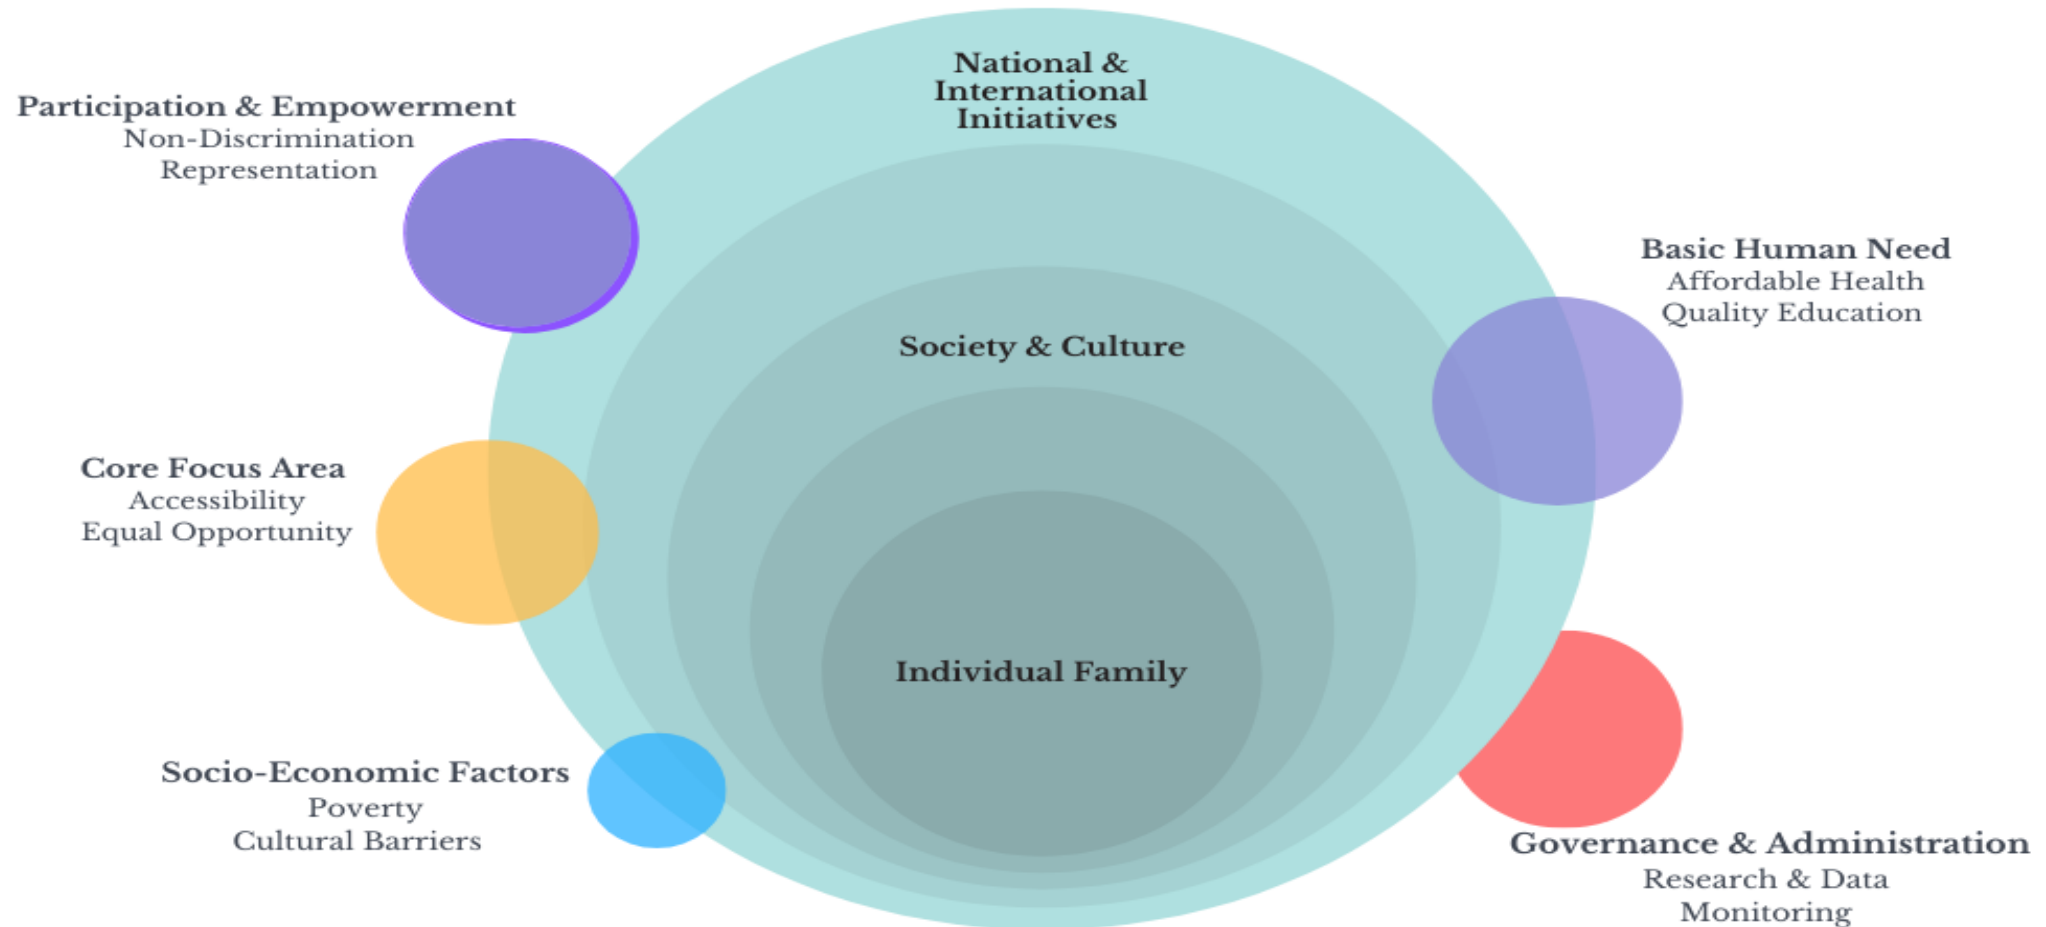 National &
International
Initiatives
Participation & Empowerment
Non-Discrimination
Representation
Basic Human Need
Affordable Health
Quality Education
Society & Culture
Core Focus Area
Accessibility
Equal Opportunity
Individual Family
Socio-Economic Factors
Poverty
Cultural Barriers
Governance & Administration
Research & Data
Monitoring